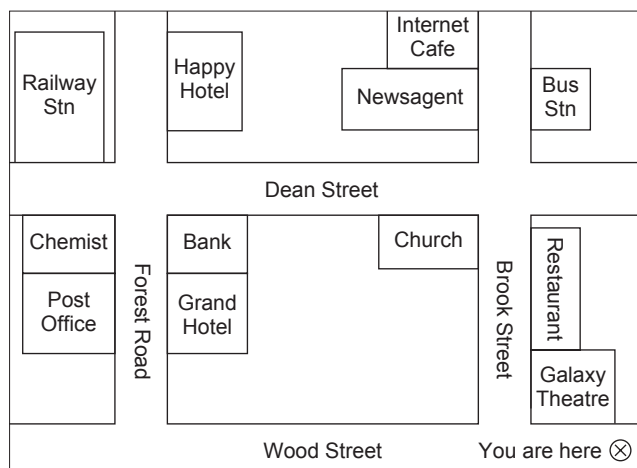 Internet
Cafe
Railway
Stn
Happy
Hotel
Newsagent
Bus
Stn
Dean Street
Chemist
Bank
Church
Forest Road
Brook Street
Restaurant
Post
Office
Grand
Hotel
Galaxy
Theatre
Wood Street
You are here